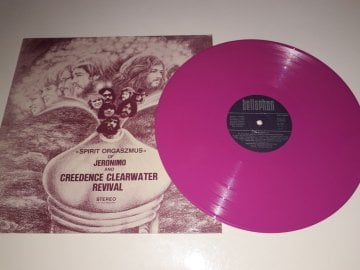 »SPIRIT ORGASZMUS«
OF
JERONIMO
AND
CREEDENCE CLEARWATER
REVIVAL
STEREO
bellaphon